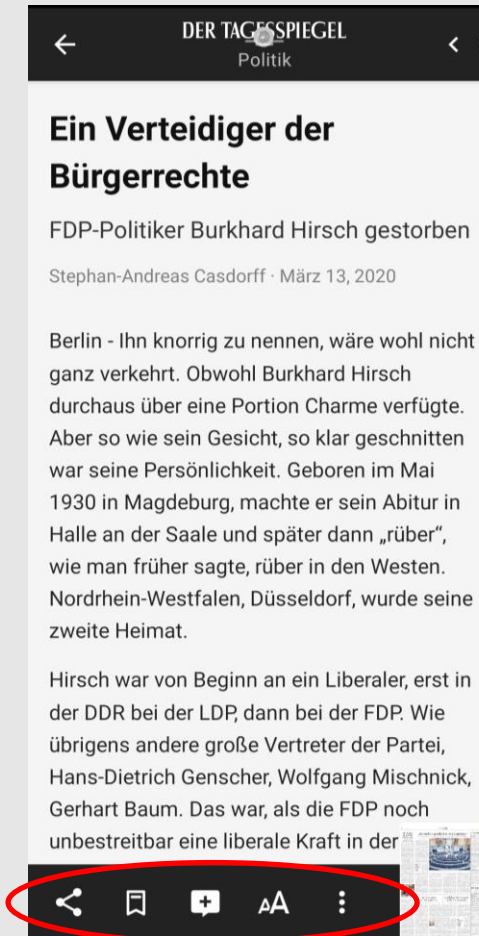 DER TAGESSPIEGEL
Politik
Ein Verteidiger der
Bürgerrechte
FDP-Politiker Burkhard Hirsch gestorben
Stephan-Andreas Casdorff · März 13, 2020
Berlin - Ihn knorrig zu nennen, wäre wohl nicht
ganz verkehrt. Obwohl Burkhard Hirsch
durchaus über eine Portion Charme verfügte.
Aber so wie sein Gesicht, so klar geschnitten
war seine Persönlichkeit. Geboren im Mai
1930 in Magdeburg, machte er sein Abitur in
Halle an der Saale und später dann „rüber“,
wie man früher sagte, rüber in den Westen.
Nordrhein-Westfalen, Düsseldorf, wurde seine
zweite Heimat.
Hirsch war von Beginn an ein Liberaler, erst in
der DDR bei der LDP, dann bei der FDP. Wie
übrigens andere große Vertreter der Partei,
Hans-Dietrich Genscher, Wolfgang Mischnick,
Gerhart Baum. Das war, als die FDP noch
unbestreitbar eine liberale Kraft in der
AA